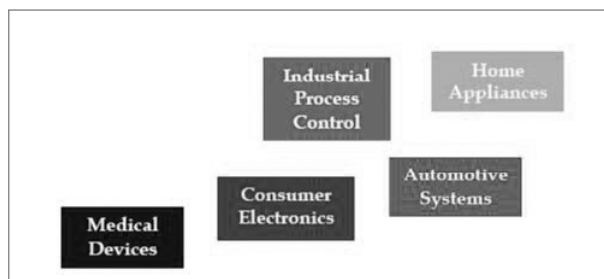 Industrial
Process
Control
Home
Appliances
Consumer
Electronics
Automotive
Systems
Medical
Devices